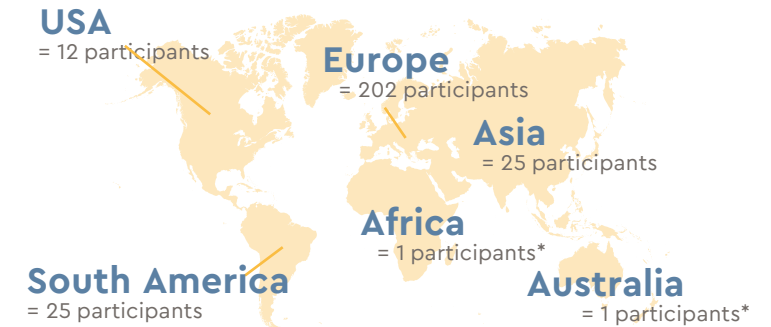 USA
= 12 participants
Europe
= 202 participants
Asia
= 25 participants
Africa
= 1 participants*
South America
= 25 participants
Australia
= 1 participants*